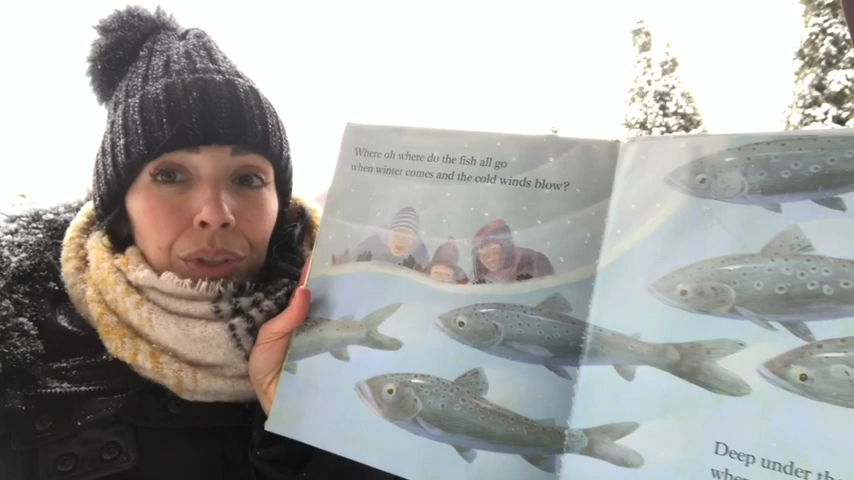 Where oh where do the fish all go
when winter comes and the cold winds blow?
Deep under the